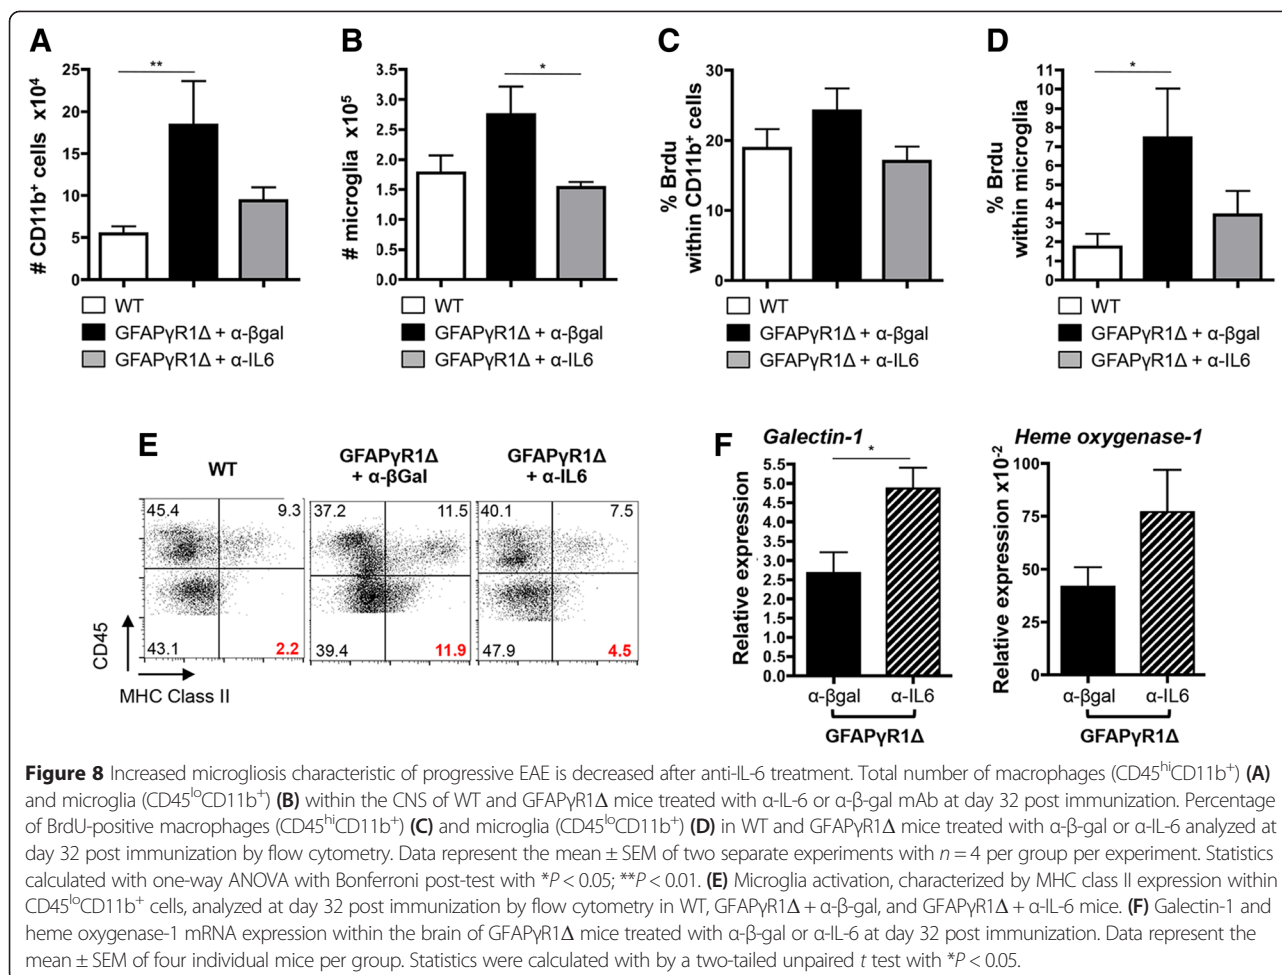 A
B
C
D
25
20
15
10
5
0
# CD11b⁺ cells x10⁴
**
WT
GFAPγR1Δ + α-βgal
GFAPγR1Δ + α-IL6
3.5
3.0
2.5
2.0
1.5
1.0
0.5
0.0
# microglia x10⁵
*
WT
GFAPγR1Δ + α-βgal
GFAPγR1Δ + α-IL6
30
20
10
0
% Brdu
within CD11b⁺ cells
WT
GFAPγR1Δ + α-βgal
GFAPγR1Δ + α-IL6
11
10
9
8
7
6
5
4
3
2
1
0
% Brdu
within microglia
*
WT
GFAPγR1Δ + α-βgal
GFAPγR1Δ + α-IL6
E
WT
45.4 9.3
43.1 2.2
GFAPγR1Δ
+ α-βGal
37.2 11.5
39.4 11.9
GFAPγR1Δ
+ α-IL6
40.1 7.5
47.9 4.5
CD45
MHC Class II
F
Galectin-1
*
5.5
5.0
4.5
4.0
3.5
3.0
2.5
2.0
1.5
1.0
0.5
0.0
Relative expression
α-βgal α-IL6
GFAPγR1Δ
Heme oxygenase-1
100
75
50
25
0
Relative expression x10⁻²
α-βgal α-IL6
GFAPγR1Δ
Figure 8 Increased microgliosis characteristic of progressive EAE is decreased after anti-IL-6 treatment. Total number of macrophages (CD45ʰⁱCD11b⁺) (A)
and microglia (CD45ˡᵒCD11b⁺) (B) within the CNS of WT and GFAPγR1Δ mice treated with α-IL-6 or α-β-gal mAb at day 32 post immunization. Percentage
of BrdU-positive macrophages (CD45ʰⁱCD11b⁺) (C) and microglia (CD45ˡᵒCD11b⁺) (D) in WT and GFAPγR1Δ mice treated with α-β-gal or α-IL-6 analyzed at
day 32 post immunization by flow cytometry. Data represent the mean ± SEM of two separate experiments with n = 4 per group per experiment. Statistics
calculated with one-way ANOVA with Bonferroni post-test with *P < 0.05; **P < 0.01. (E) Microglia activation, characterized by MHC class II expression within
CD45ˡᵒCD11b⁺ cells, analyzed at day 32 post immunization by flow cytometry in WT, GFAPγR1Δ + α-β-gal, and GFAPγR1Δ + α-IL-6 mice. (F) Galectin-1 and
heme oxygenase-1 mRNA expression within the brain of GFAPγR1Δ mice treated with α-β-gal or α-IL-6 at day 32 post immunization. Data represent the
mean ± SEM of four individual mice per group. Statistics were calculated with by a two-tailed unpaired t test with *P < 0.05.